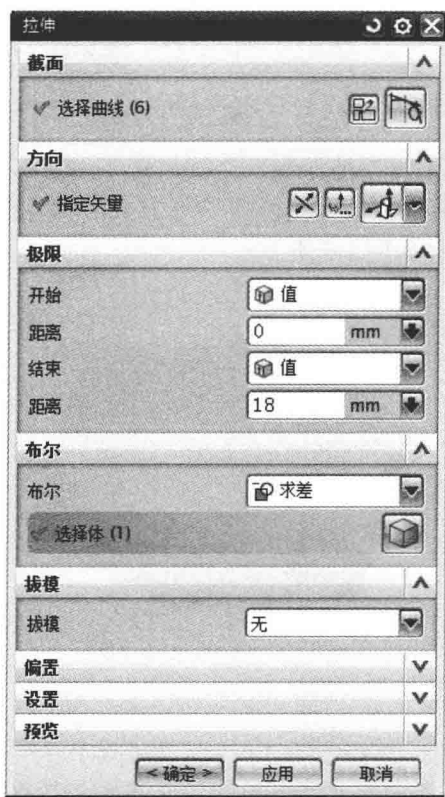 拉伸
截面
选择曲线 (6)
方向
指定矢量
极限
开始 值
距离 0 mm
结束 值
距离 18 mm
布尔
布尔 求差
选择体 (1)
拔模
拔模 无
偏置
设置
预览
<确定> 应用 取消